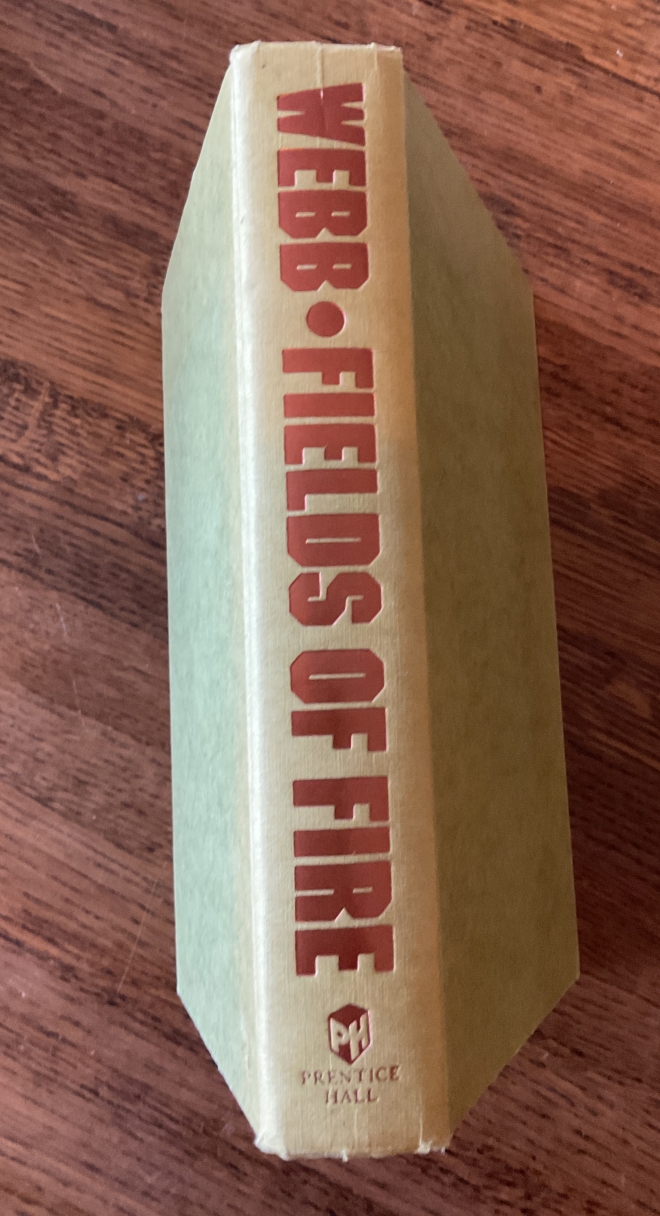 WEBB • FIELDS OF FIRE
PH
PRENTICE
HALL